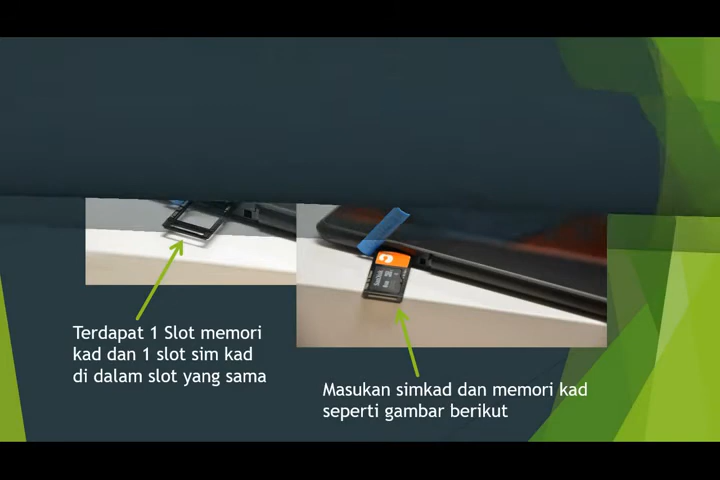 Terdapat 1 Slot memori
kad dan 1 slot sim kad
di dalam slot yang sama
Masukan simkad dan memori kad
seperti gambar berikut